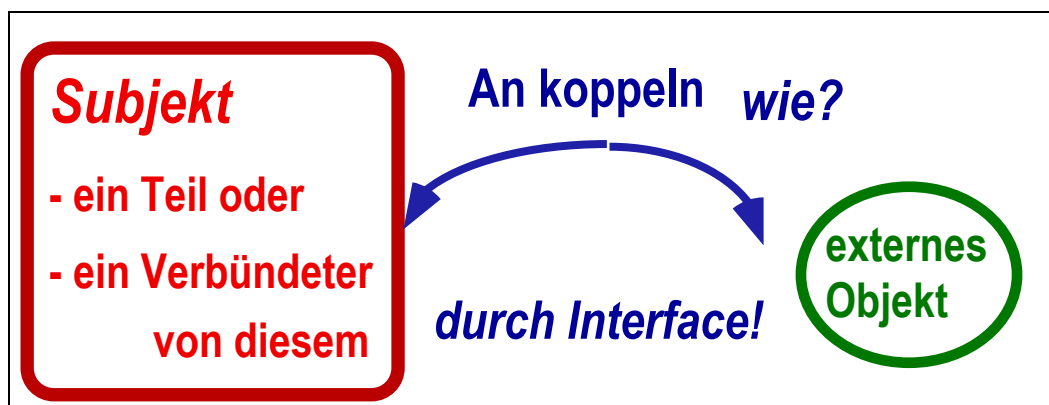 Subjekt
- ein Teil oder
- ein Verbündeter
von diesem
An koppeln wie?
durch Interface!
externes
Objekt